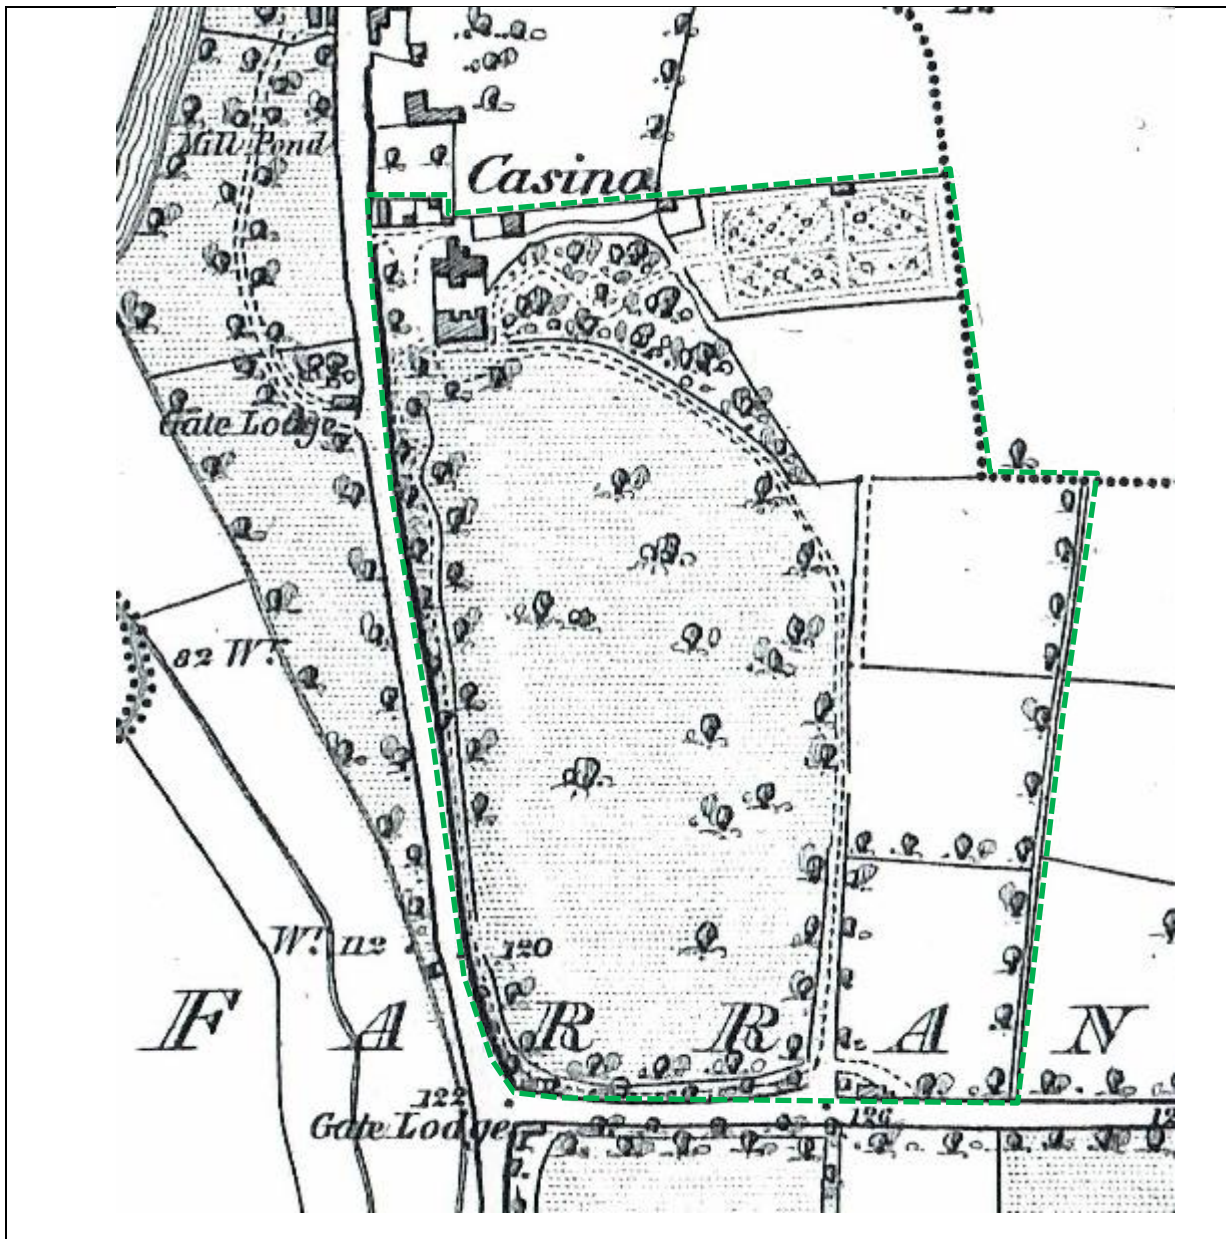 Mill Pond
Casino
Gate Lodge
82 W.
120
W. 112
F A R R A N
122
Gate Lodge
126